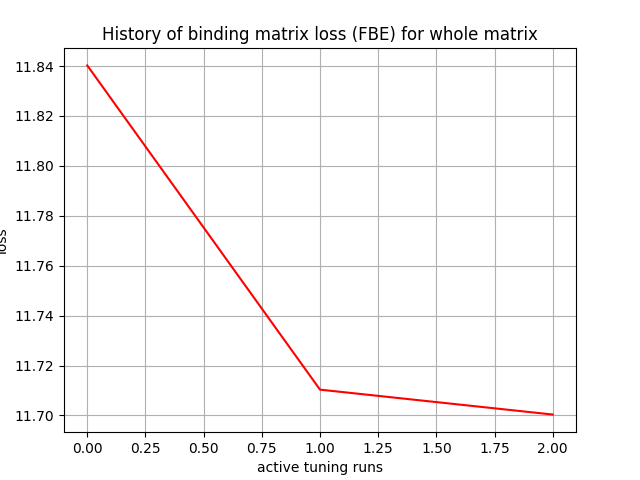 History of binding matrix loss (FBE) for whole matrix
11.84
11.82
11.80
11.78
11.76
11.74
11.72
11.70
loss
0.00 0.25 0.50 0.75 1.00 1.25 1.50 1.75 2.00
active tuning runs